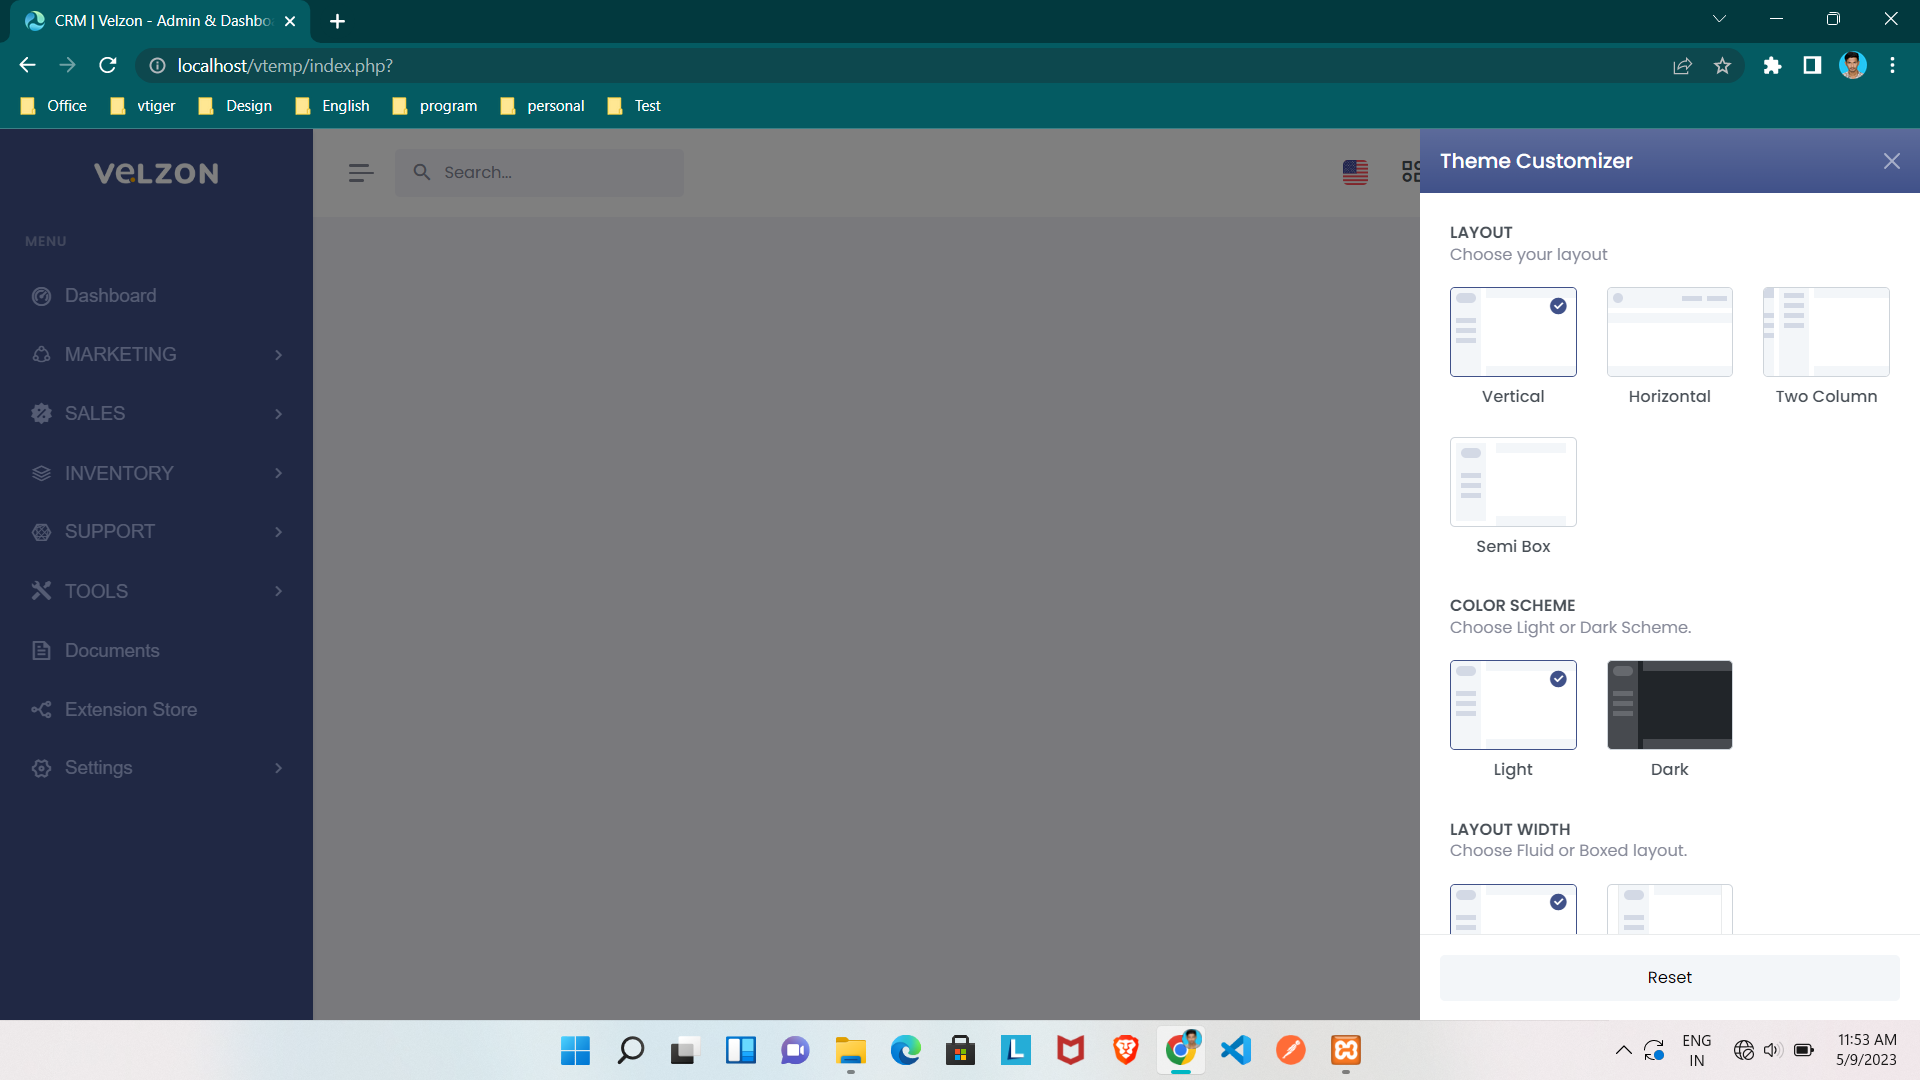 CRM | Velzon - Admin & Dashbo
localhost/vtemp/index.php?
Office
vtiger
Design
English
program
personal
Test
VELZON
Search...
MENU
Dashboard
MARKETING
SALES
INVENTORY
SUPPORT
TOOLS
Documents
Extension Store
Settings
Theme Customizer
LAYOUT
Choose your layout
Vertical
Horizontal
Two Column
Semi Box
COLOR SCHEME
Choose Light or Dark Scheme.
Light
Dark
LAYOUT WIDTH
Choose Fluid or Boxed layout.
Reset
L
ENG
IN
11:53 AM
5/9/2023